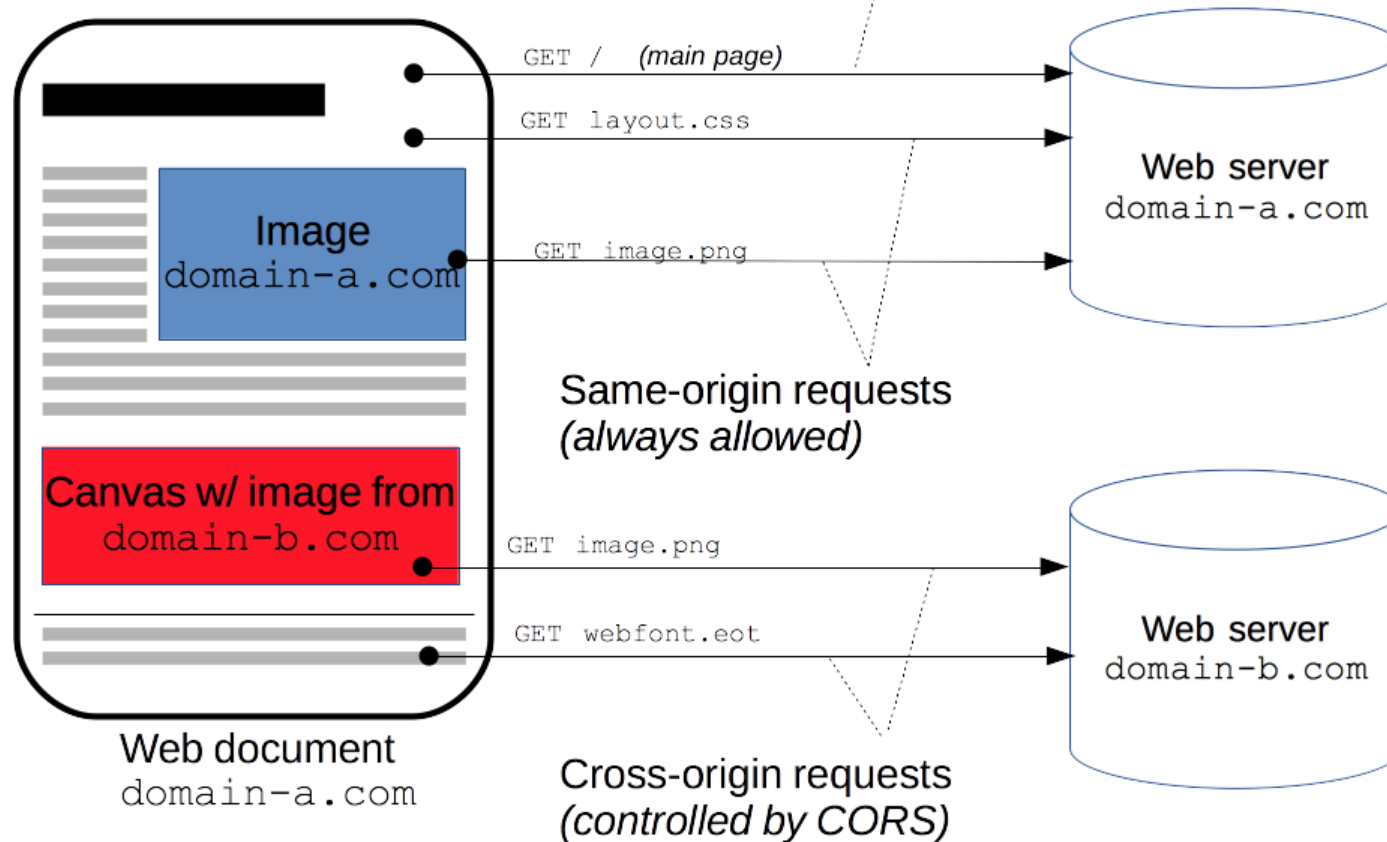 GET / (main page)
GET layout.css
Web server
domain-a.com
Image
domain-a.com
GET image.png
Same-origin requests
(always allowed)
Canvas w/ image from
domain-b.com
GET image.png
GET webfont.eot
Web server
domain-b.com
Web document
domain-a.com
Cross-origin requests
(controlled by CORS)